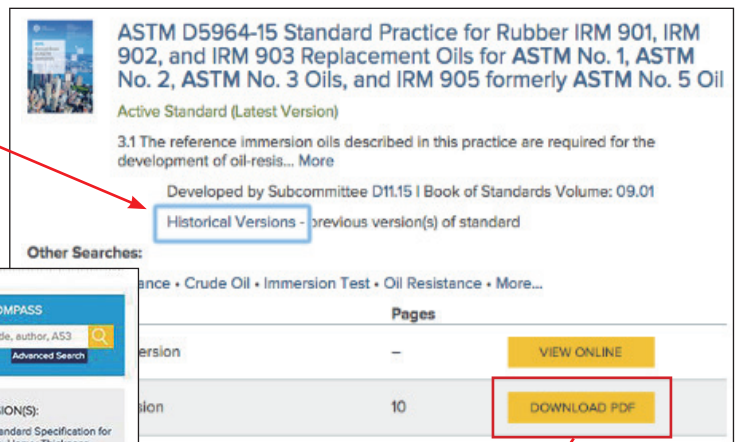 ASTM D5964-15 Standard Practice for Rubber IRM 901, IRM
902, and IRM 903 Replacement Oils for ASTM No. 1, ASTM
No. 2, ASTM No. 3 Oils, and IRM 905 formerly ASTM No. 5 Oil
Active Standard (Latest Version)
3.1 The reference immersion oils described in this practice are required for the
development of oil-resis... More
Developed by Subcommittee D11.15 | Book of Standards Volume: 09.01
Historical Versions - previous version(s) of standard
Other Searches:
ance • Crude Oil • Immersion Test • Oil Resistance • More...
Pages
ersion – VIEW ONLINE
sion 10 DOWNLOAD PDF
OMPASS
de, author, A53
Advanced Search
SION(S):
andard Specification for